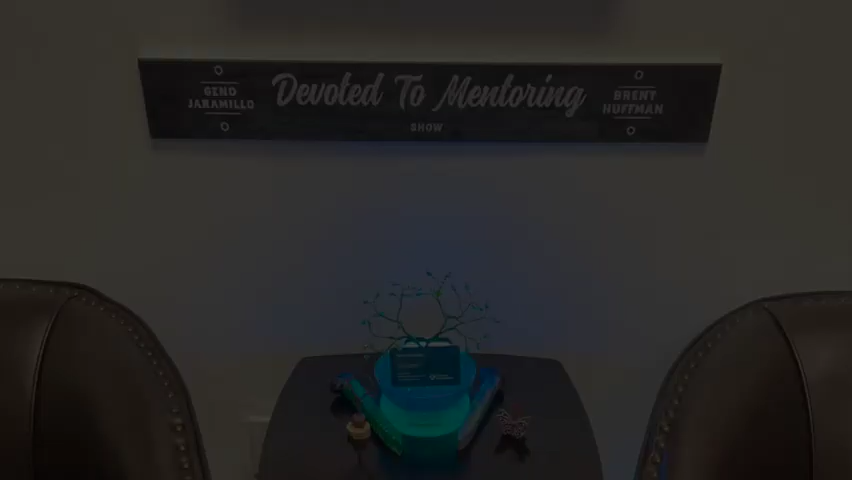 GENO
JARAMILLO
Devoted To Mentoring
SHOW
BRENT
HUFFMAN